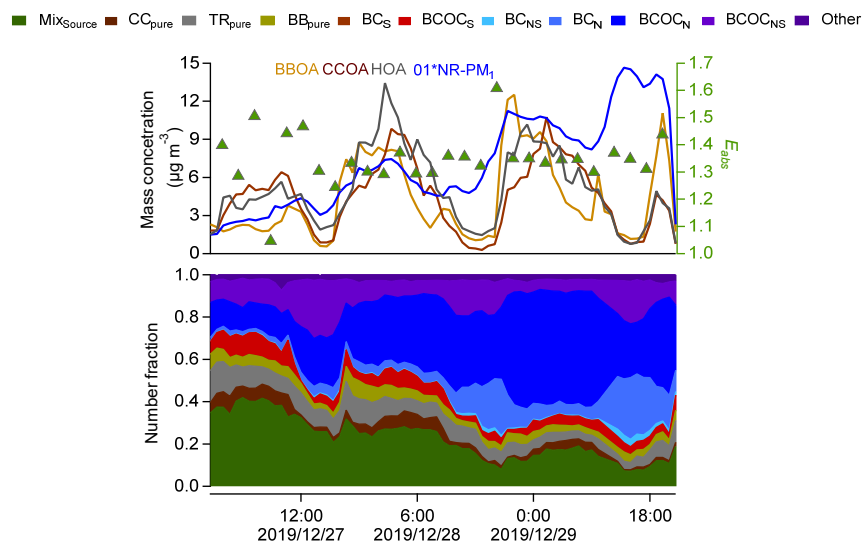 MixSource CCpure TRpure BBpure BCS BCOCS BCNS BCN BCOCN BCOCNS Other
BBOA CCOA HOA 01*NR-PM1
Mass concetration
(µg m-3)
15
12
9
6
3
0
1.7
1.6
1.5
1.4
1.3
1.2
1.1
1.0
Eabs
Number fraction
1.0
0.8
0.6
0.4
0.2
0.0
12:00 6:00 0:00 18:00
2019/12/27 2019/12/28 2019/12/29